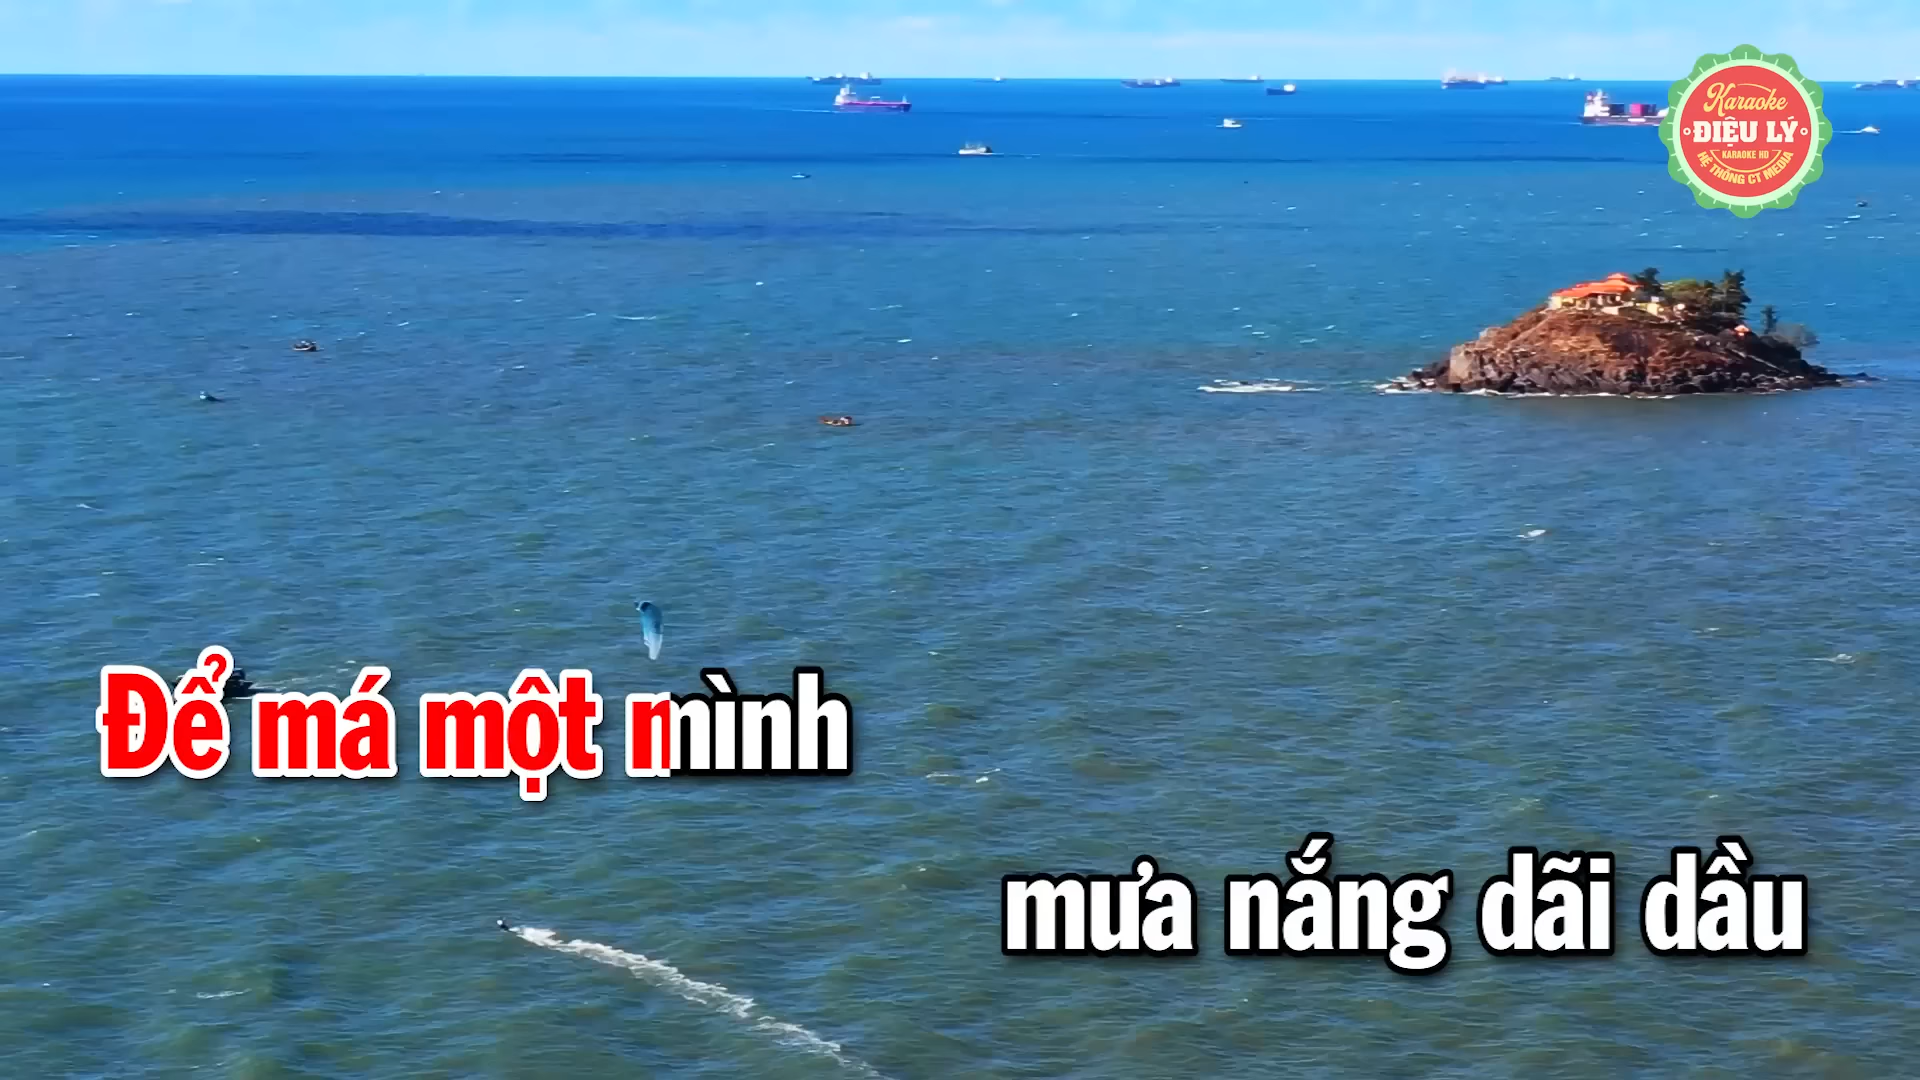 Karaoke
ĐIỆU LÝ
KARAOKE HD
HỆ THỐNG CT MEDIA
Để má một mình
mưa nắng dãi dầu